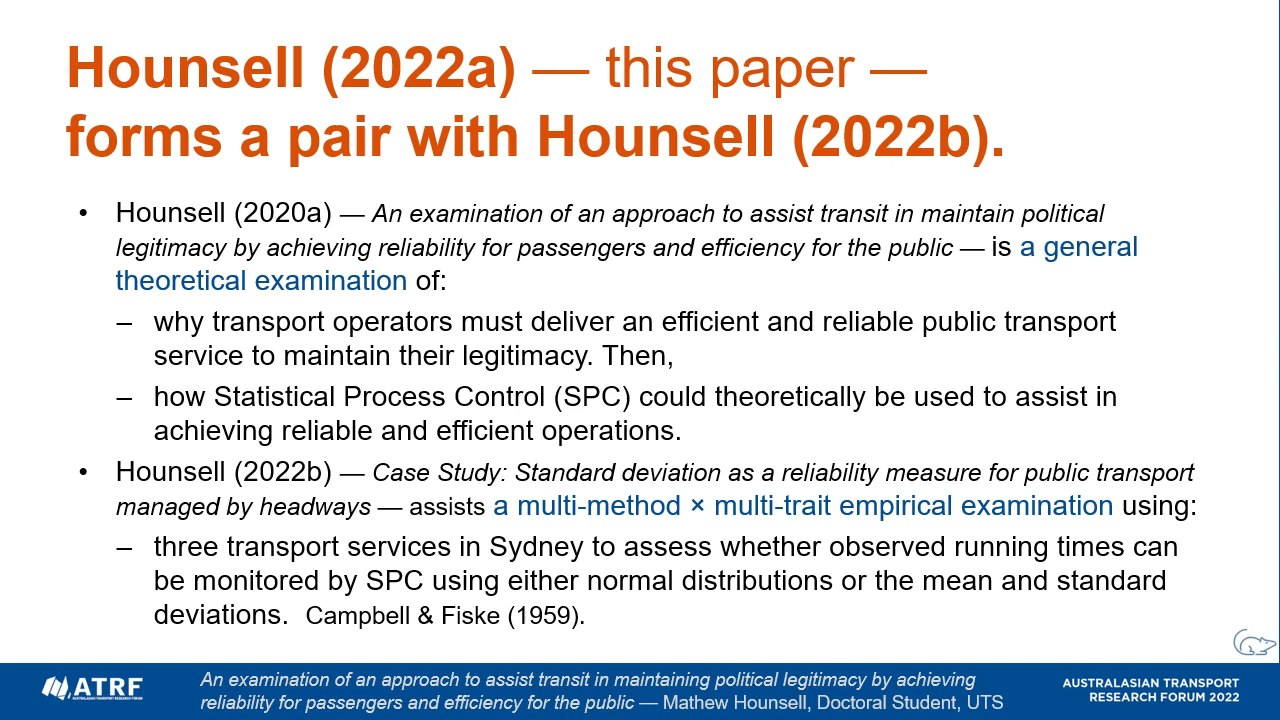 Hounsell (2022a) — this paper —
forms a pair with Hounsell (2022b).
• Hounsell (2020a) — An examination of an approach to assist transit in maintain political
legitimacy by achieving reliability for passengers and efficiency for the public — is a general
theoretical examination of:
– why transport operators must deliver an efficient and reliable public transport
service to maintain their legitimacy. Then,
– how Statistical Process Control (SPC) could theoretically be used to assist in
achieving reliable and efficient operations.
• Hounsell (2022b) — Case Study: Standard deviation as a reliability measure for public transport
managed by headways — assists a multi-method × multi-trait empirical examination using:
– three transport services in Sydney to assess whether observed running times can
be monitored by SPC using either normal distributions or the mean and standard
deviations. Campbell & Fiske (1959).
ATRF
AUSTRALASIAN TRANSPORT RESEARCH FORUM
An examination of an approach to assist transit in maintaining political legitimacy by achieving
reliability for passengers and efficiency for the public — Mathew Hounsell, Doctoral Student, UTS
AUSTRALASIAN TRANSPORT
RESEARCH FORUM 2022